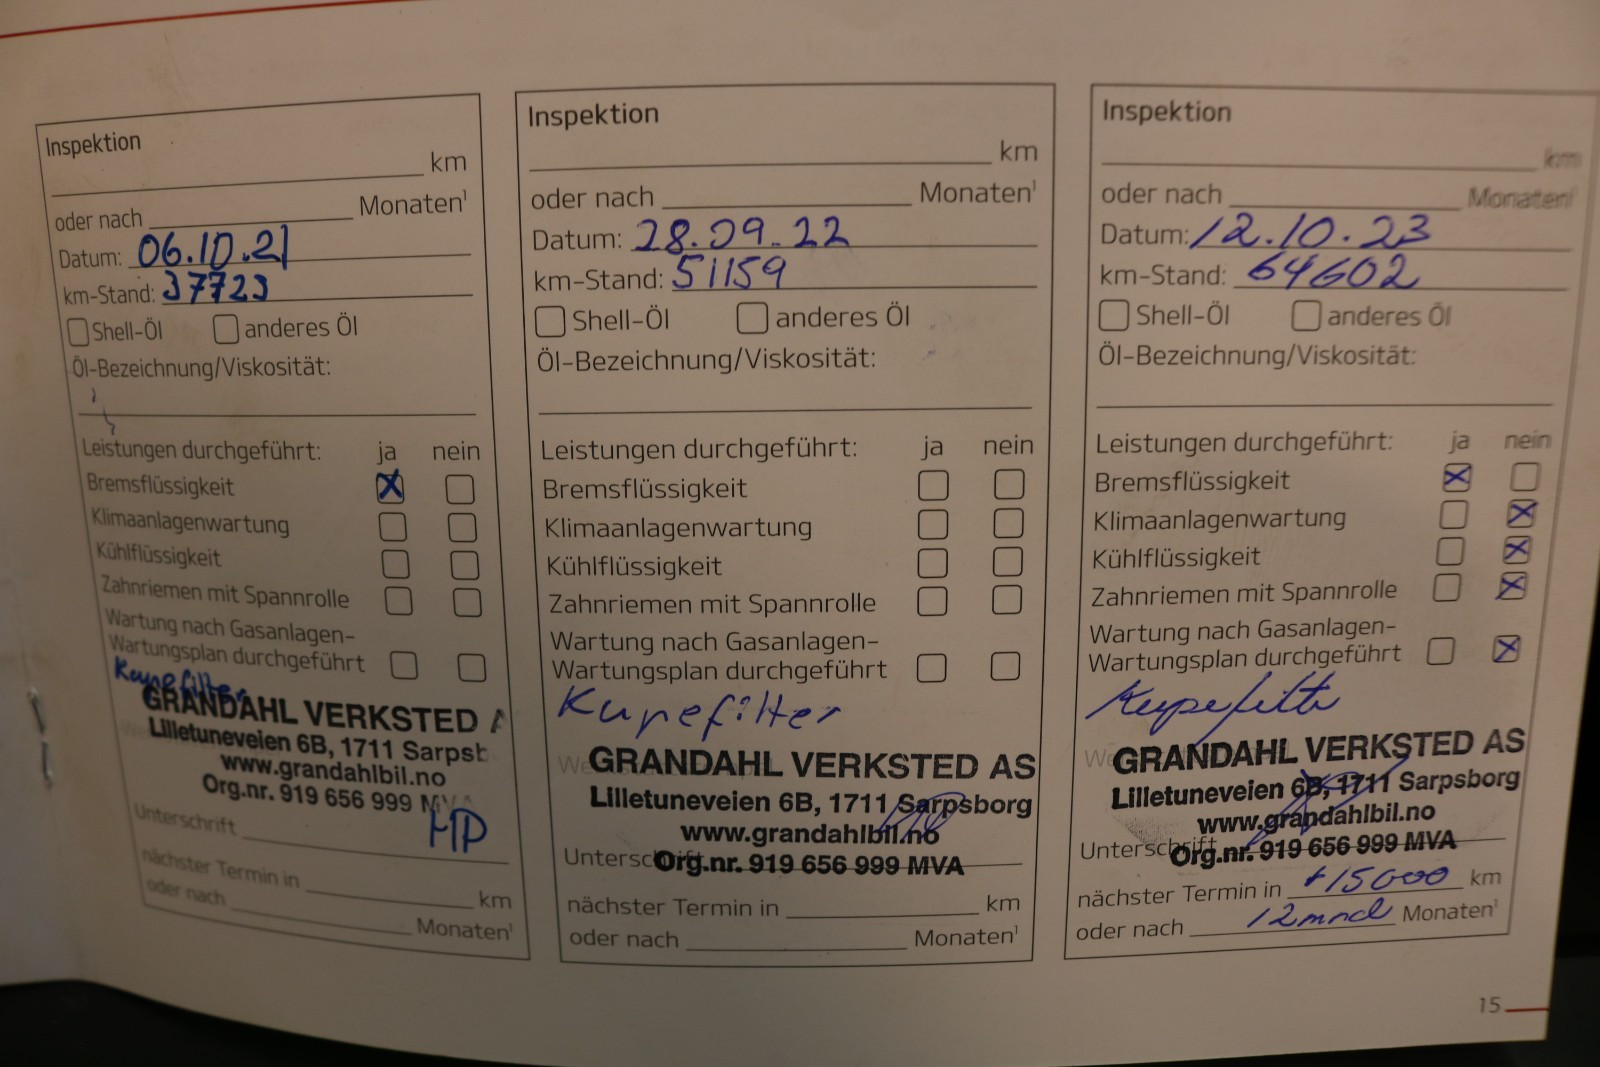 Inspektion
km
oder nach Monaten¹
Datum: 06.10.21
km-Stand: 37723
Shell-Öl anderes Öl
Öl-Bezeichnung/Viskosität:
Leistungen durchgeführt: ja nein
Bremsflüssigkeit X
Klimaanlagenwartung
Kühlflüssigkeit
Zahnriemen mit Spannrolle
Wartung nach Gasanlagen-
Wartungsplan durchgeführt
Kupefilter
GRANDAHL VERKSTED A
Lilletuneveien 6B, 1711 Sarpsb
www.grandahlbil.no
Org.nr. 919 656 999 MVA
Unterschrift
nächster Termin in km
oder nach Monaten¹
Inspektion
km
oder nach Monaten¹
Datum: 28.09.22
km-Stand: 51159
Shell-Öl anderes Öl
Öl-Bezeichnung/Viskosität:
Leistungen durchgeführt: ja nein
Bremsflüssigkeit
Klimaanlagenwartung
Kühlflüssigkeit
Zahnriemen mit Spannrolle
Wartung nach Gasanlagen-
Wartungsplan durchgeführt
Kupefilter
GRANDAHL VERKSTED AS
Lilletuneveien 6B, 1711 Sarpsborg
www.grandahlbil.no
Unterschrift Org.nr. 919 656 999 MVA
nächster Termin in km
oder nach Monaten¹
Inspektion
km
oder nach Monaten¹
Datum: 12.10.23
km-Stand: 64602
Shell-Öl anderes Öl
Öl-Bezeichnung/Viskosität:
Leistungen durchgeführt: ja nein
Bremsflüssigkeit X
Klimaanlagenwartung X
Kühlflüssigkeit X
Zahnriemen mit Spannrolle X
Wartung nach Gasanlagen-
Wartungsplan durchgeführt X
Kupefilter
GRANDAHL VERKSTED AS
Lilletuneveien 6B, 1711 Sarpsborg
www.grandahlbil.no
Unterschrift Org.nr. 919 656 999 MVA
nächster Termin in +15000 km
oder nach 12mnd Monaten¹
15